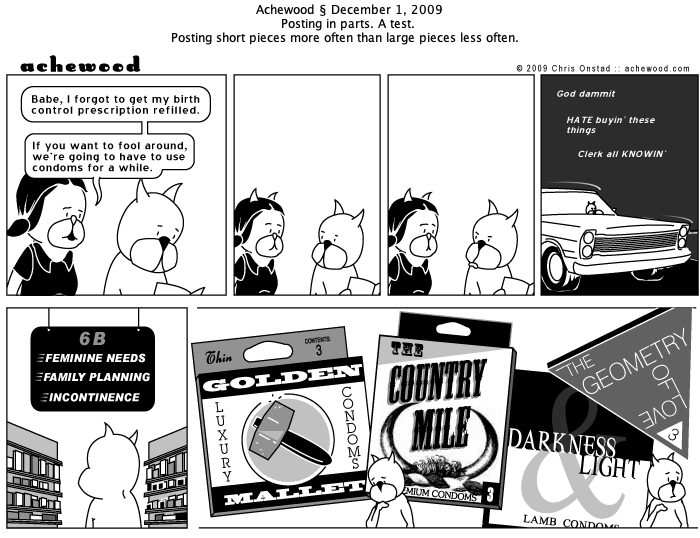 Achewood § December 1, 2009
Posting in parts. A test.
Posting short pieces more often than large pieces less often.
achewood
© 2009 Chris Onstad :: achewood.com
Babe, I forgot to get my birth
control prescription refilled.
If you want to fool around,
we're going to have to use
condoms for a while.
God dammit
HATE buyin' these
things
Clerk all KNOWIN'
6B
FEMININE NEEDS
FAMILY PLANNING
INCONTINENCE
Thin
CONTENTS:
3
GOLDEN
LUXURY
CONDOMS
MALLET
THE
COUNTRY
MILE
MIUM CONDOMS
3
DARKNESS
&
LIGHT
LAMB CONDOMS
THE
GEOMETRY
OF
LOVE
3